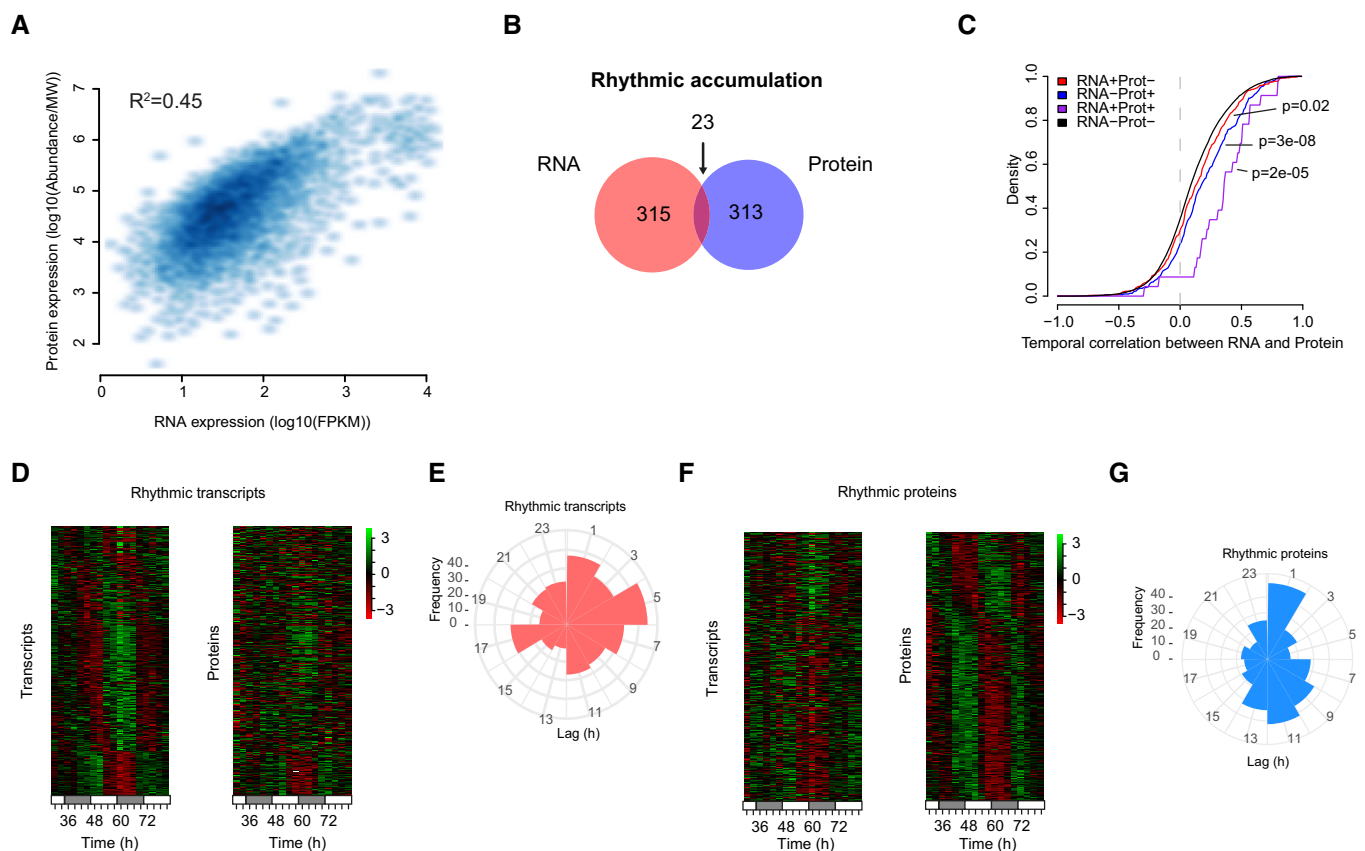 A
Protein expression (log10(Abundance/MW))
R²=0.45
7
6
5
4
3
2
0 1 2 3 4
RNA expression (log10(FPKM))
B
Rhythmic accumulation
23
RNA
Protein
315
313
C
RNA+Prot−
RNA−Prot+
RNA+Prot+
RNA−Prot−
p=0.02
p=3e-08
p=2e-05
Density
1.0
0.8
0.6
0.4
0.2
0.0
−1.0 −0.5 0.0 0.5 1.0
Temporal correlation between RNA and Protein
D
Rhythmic transcripts
Transcripts
Proteins
3
0
−3
36 48 60 72
Time (h)
36 48 60 72
Time (h)
E
Rhythmic transcripts
Frequency
40
30
20
10
0
23
1
21
3
19
5
17
7
15
9
13
11
Lag (h)
F
Rhythmic proteins
Transcripts
Proteins
3
0
−3
36 48 60 72
Time (h)
36 48 60 72
Time (h)
G
Rhythmic proteins
Frequency
40
30
20
10
0
23
1
21
3
19
5
17
7
15
9
13
11
Lag (h)